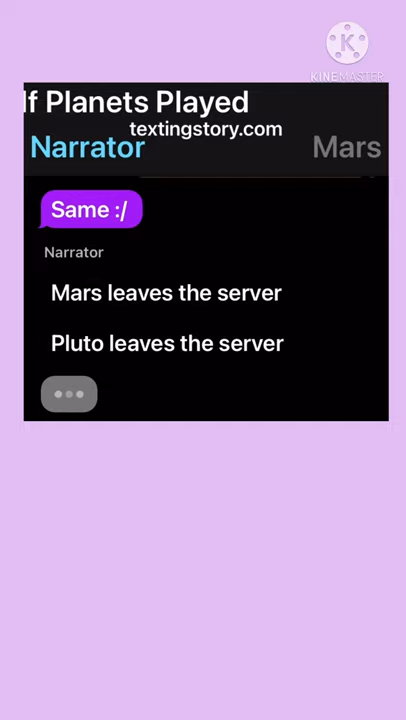 KINEMASTER
If Planets Played
textingstory.com
Narrator Mars
Same :/
Narrator
Mars leaves the server
Pluto leaves the server